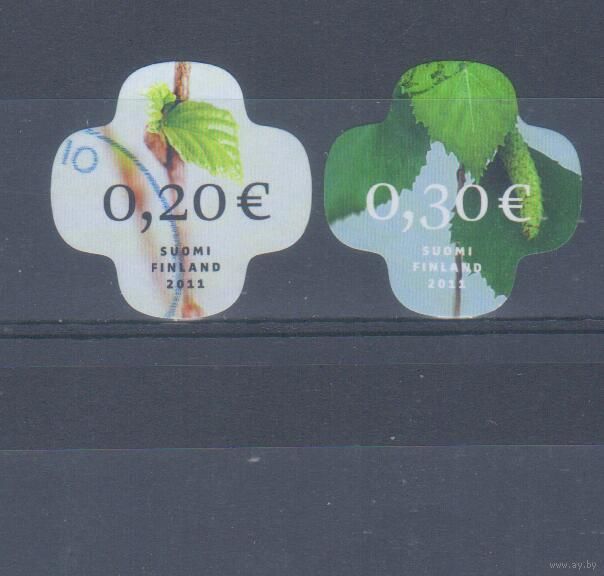 0,20 €
SUOMI
FINLAND
2011
0,30 €
SUOMI
FINLAND
2011
www.ay.by